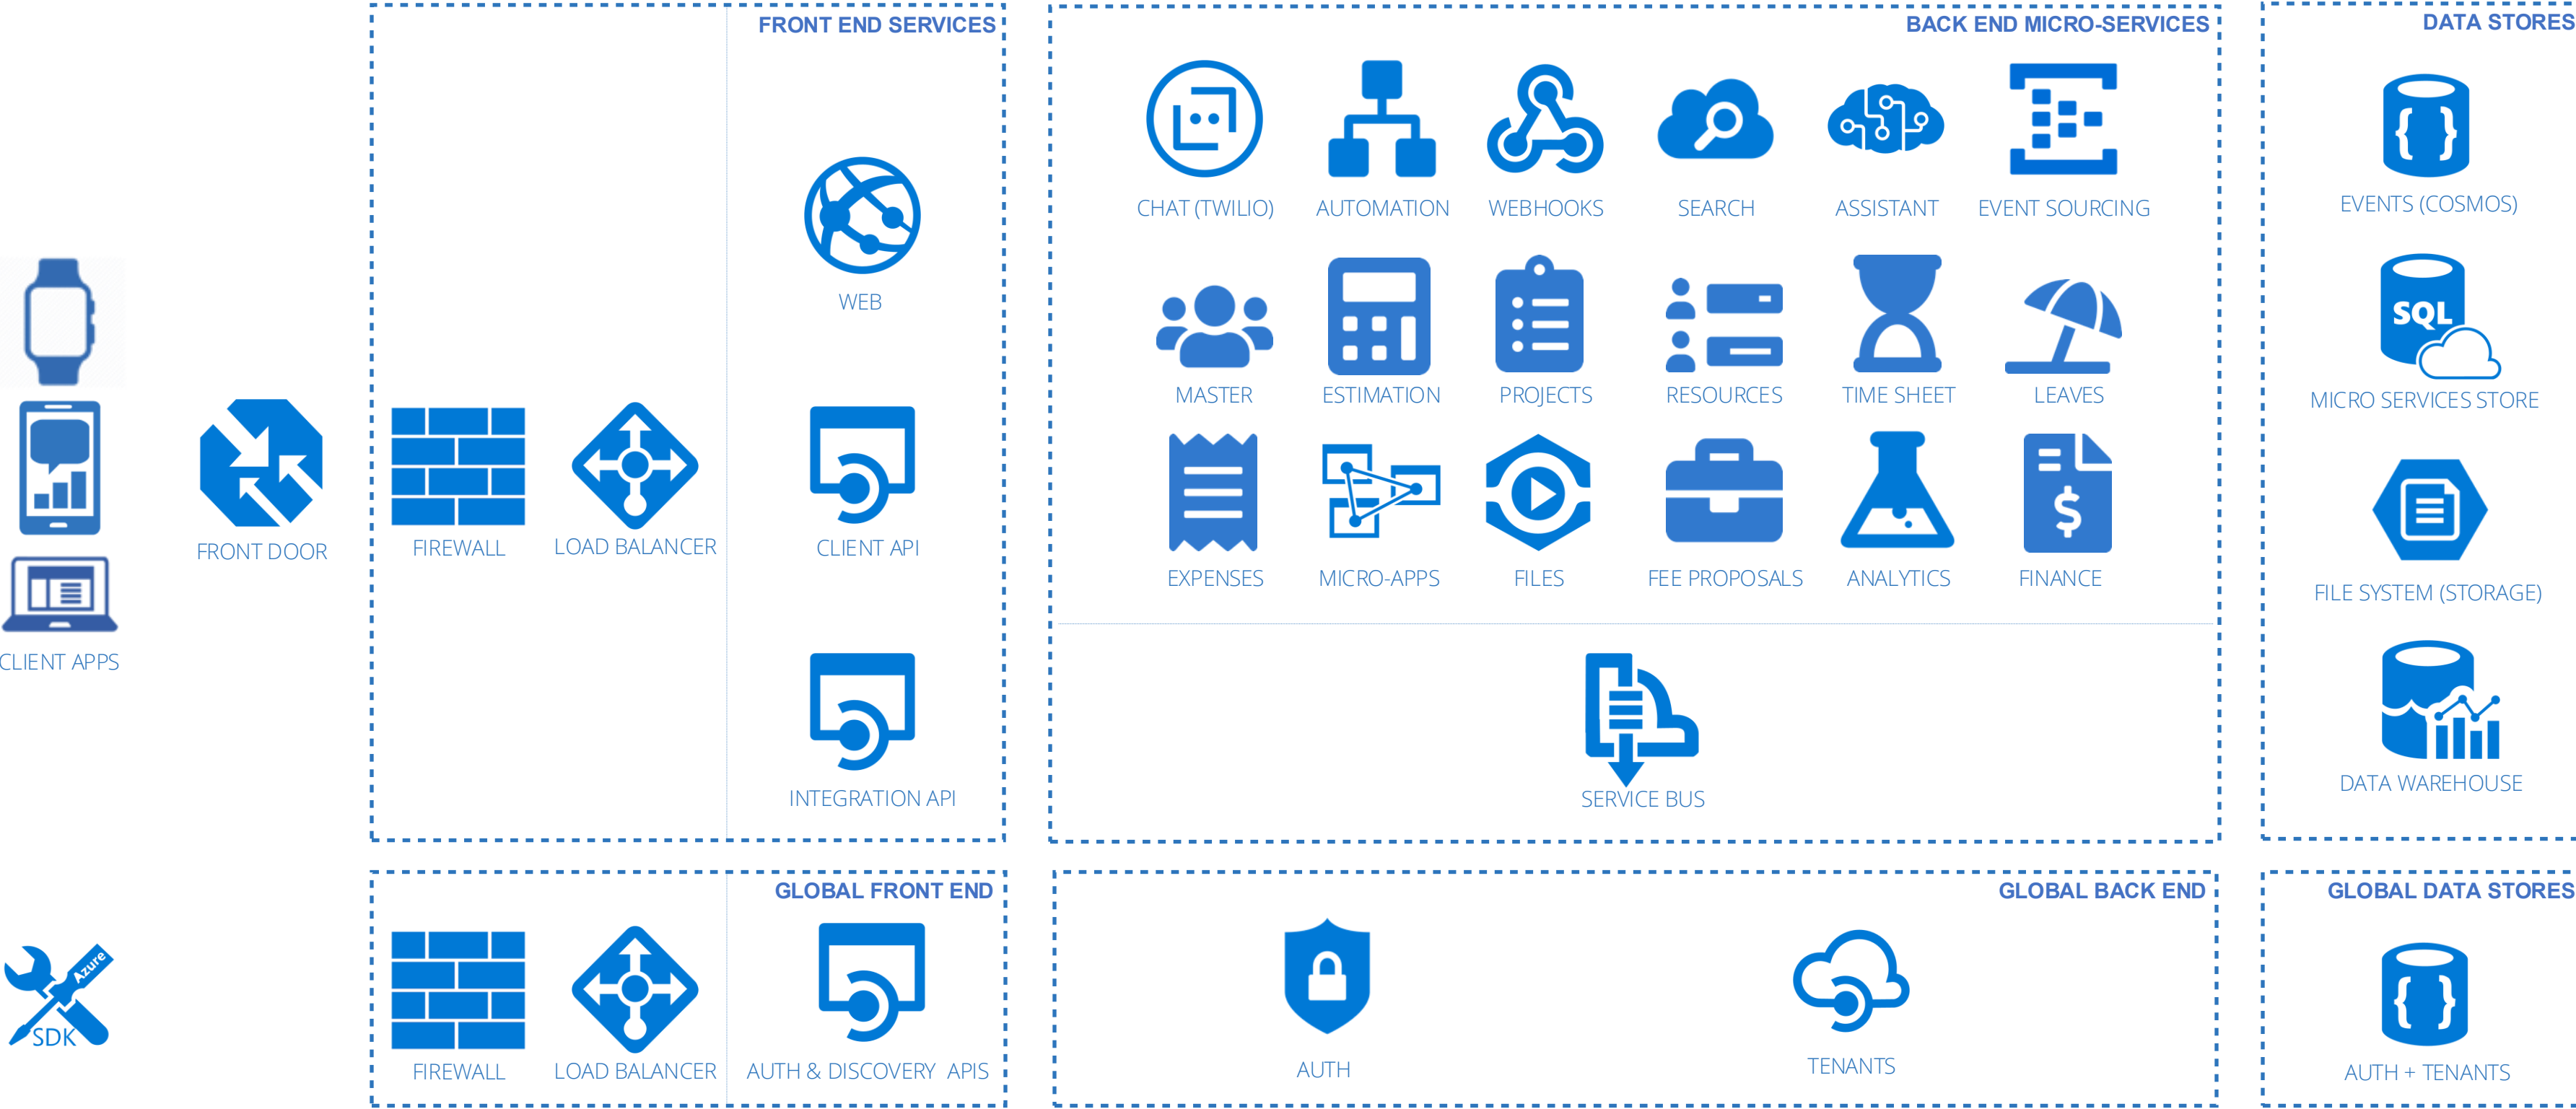 FRONT END SERVICES
BACK END MICRO-SERVICES
DATA STORES
CHAT (TWILIO)
AUTOMATION
WEBHOOKS
SEARCH
ASSISTANT
EVENT SOURCING
EVENTS (COSMOS)
WEB
SQL
MASTER
ESTIMATION
PROJECTS
RESOURCES
TIME SHEET
LEAVES
MICRO SERVICES STORE
FRONT DOOR
FIREWALL
LOAD BALANCER
CLIENT API
EXPENSES
MICRO-APPS
FILES
FEE PROPOSALS
ANALYTICS
FINANCE
FILE SYSTEM (STORAGE)
CLIENT APPS
INTEGRATION API
SERVICE BUS
DATA WAREHOUSE
GLOBAL FRONT END
GLOBAL BACK END
GLOBAL DATA STORES
Azure
SDK
FIREWALL
LOAD BALANCER
AUTH & DISCOVERY APIS
AUTH
TENANTS
AUTH + TENANTS